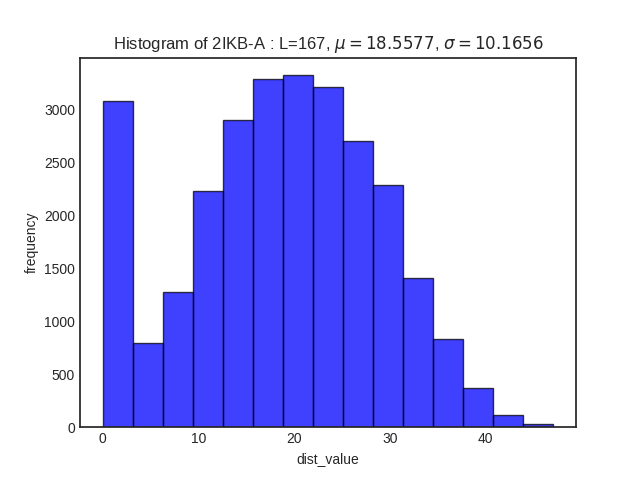 Histogram of 2IKB-A : L=167, μ = 18.5577, σ = 10.1656
3000
2500
2000
1500
1000
500
0
frequency
0 10 20 30 40
dist_value